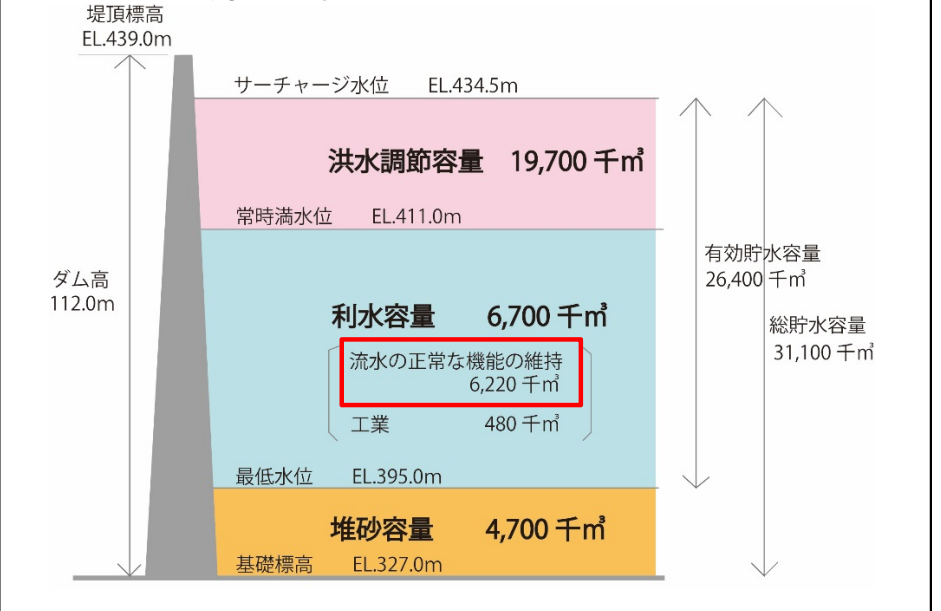 堤頂標高
EL.439.0m
サーチャージ水位 EL.434.5m
洪水調節容量 19,700 千㎥
常時満水位 EL.411.0m
有効貯水容量
26,400 千㎥
ダム高
112.0m
利水容量 6,700 千㎥
総貯水容量
31,100 千㎥
流水の正常な機能の維持
6,220 千㎥
工業 480 千㎥
最低水位 EL.395.0m
堆砂容量 4,700 千㎥
基礎標高 EL.327.0m